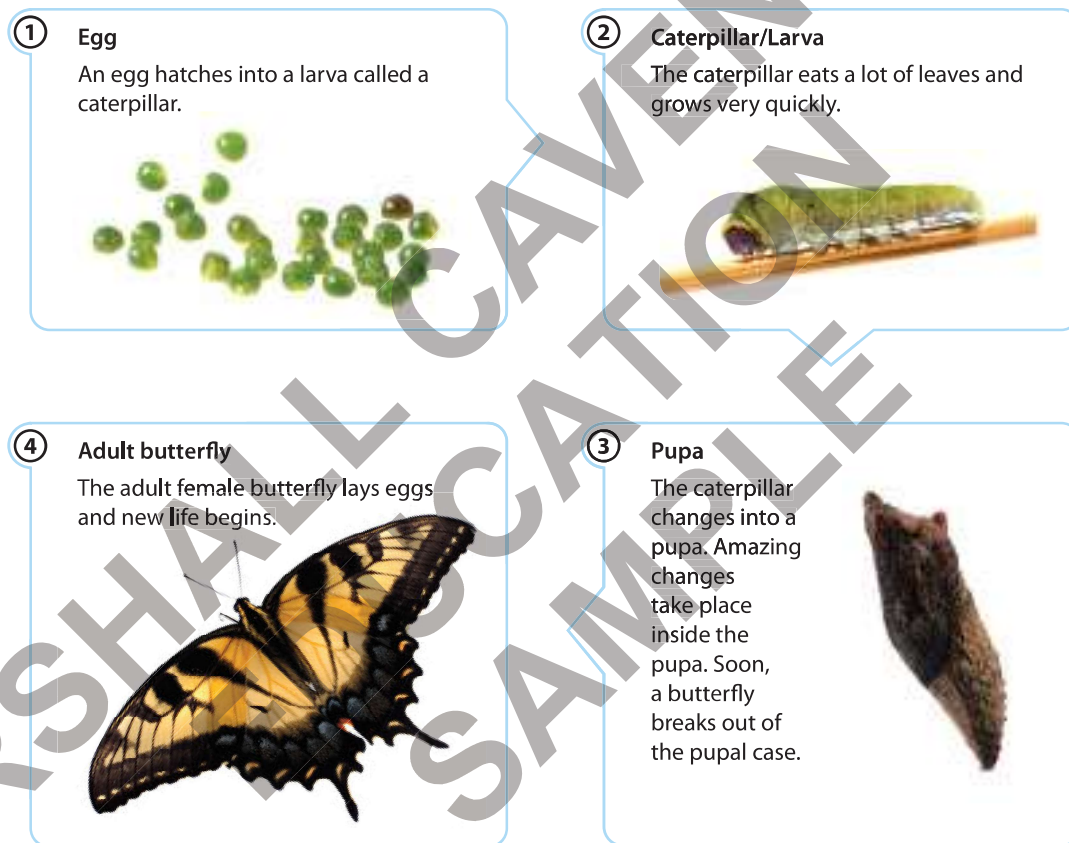 1
Egg
An egg hatches into a larva called a
caterpillar.
2
Caterpillar/Larva
The caterpillar eats a lot of leaves and
grows very quickly.
3
Pupa
The caterpillar
changes into a
pupa. Amazing
changes
take place
inside the
pupa. Soon,
a butterfly
breaks out of
the pupal case.
4
Adult butterfly
The adult female butterfly lays eggs
and new life begins.
SAMPLE